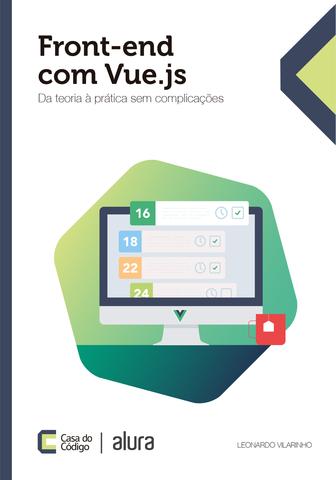 Front-end
com Vue.js
Da teoria à prática sem complicações
16
18
22
24
Casa do
Código
alura
LEONARDO VILARINHO